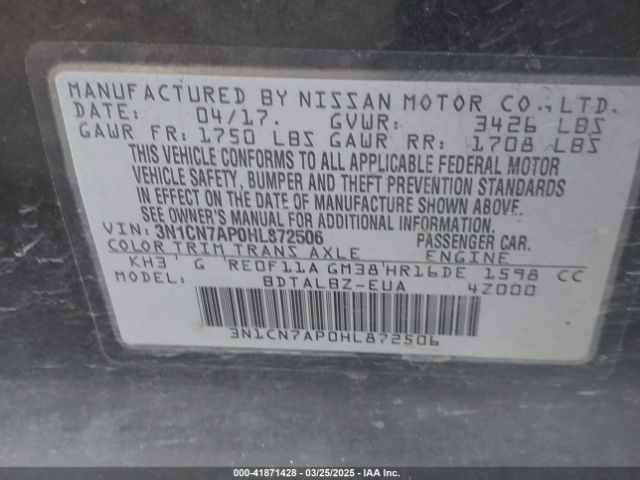 MANUFACTURED BY NISSAN MOTOR CO., LTD.
DATE: 04/17. GVWR: 3426 LBS
GAWR FR: 1750 LBS GAWR RR: 1708 LBS
THIS VEHICLE CONFORMS TO ALL APPLICABLE FEDERAL MOTOR
VEHICLE SAFETY, BUMPER AND THEFT PREVENTION STANDARDS
IN EFFECT ON THE DATE OF MANUFACTURE SHOWN ABOVE.
SEE OWNER'S MANUAL FOR ADDITIONAL INFORMATION.
VIN: 3N1CN7AP0HL872506 PASSENGER CAR.
COLOR TRIM TRANS AXLE ENGINE
KH3 G RE0F11A GM38 HR16DE 1598 CC
MODEL: BDTALBZ-EUA 4Z000
3N1CN7AP0HL872506
000-41871428 - 03/25/2025 - IAA Inc.